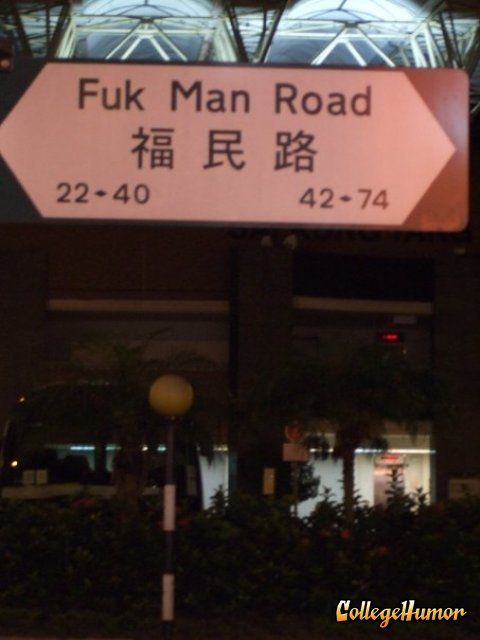 Fuk Man Road
福民路
22-40 42-74
CollegeHumor